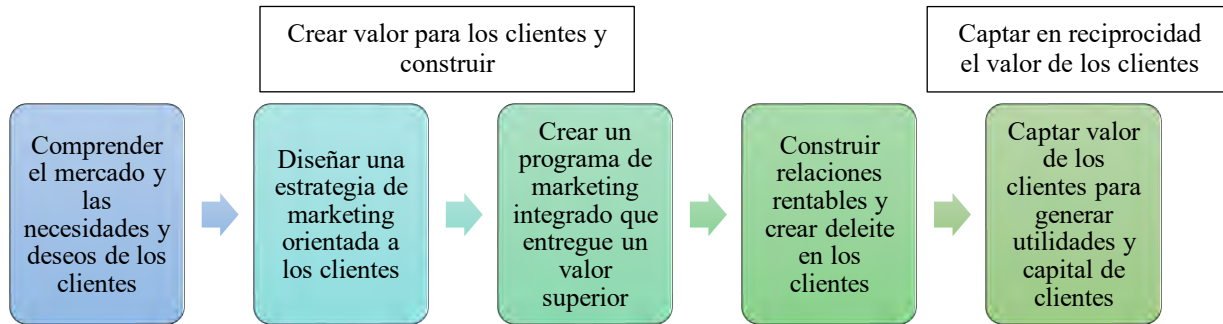 Crear valor para los clientes y
construir
Captar en reciprocidad
el valor de los clientes
Comprender
el mercado y
las
necesidades y
deseos de los
clientes
Diseñar una
estrategia de
marketing
orientada a
los clientes
Crear un
programa de
marketing
integrado que
entregue un
valor
superior
Construir
relaciones
rentables y
crear deleite
en los
clientes
Captar valor
de los
clientes para
generar
utilidades y
capital de
clientes